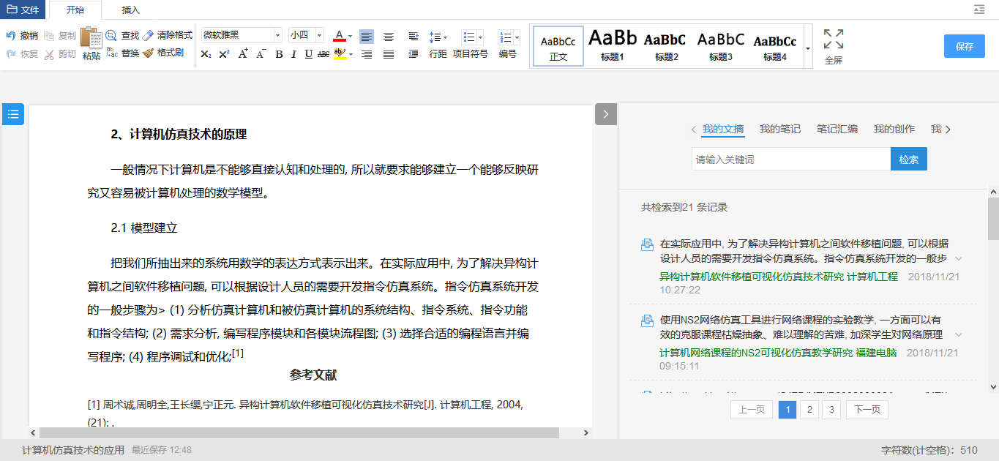 文件 开始 插入
撤销 复制 粘贴 查找 清除格式
恢复 剪切 替换 格式刷
微软雅黑 小四
行距 项目符号 编号
AaBbCc AaBb AaBbC AaBbC AaBbCc
正文 标题1 标题2 标题3 标题4
全屏
保存
2、计算机仿真技术的原理
一般情况下计算机是不能够直接认知和处理的, 所以就要求能够建立一个能够反映研
究又容易被计算机处理的数学模型。
2.1 模型建立
把我们所抽出来的系统用数学的表达方式表示出来。在实际应用中, 为了解决异构计
算机之间软件移植问题, 可以根据设计人员的需要开发指令仿真系统。指令仿真系统开发
的一般步骤为> (1) 分析仿真计算机和被仿真计算机的系统结构、指令系统、指令功能
和指令结构; (2) 需求分析, 编写程序模块和各模块流程图; (3) 选择合适的编程语言并编
写程序; (4) 程序调试和优化;[1]
参考文献
[1] 周术诚,周明全,王长缨,宁正元. 异构计算机软件移植可视化仿真技术研究[J]. 计算机工程, 2004,
(21): .
我的文摘 我的笔记 笔记汇编 我的创作 我
请输入关键词 检索
共检索到21 条记录
在实际应用中, 为了解决异构计算机之间软件移植问题, 可以根据
设计人员的需要开发指令仿真系统。指令仿真系统开发的一般步
异构计算机软件移植可视化仿真技术研究 计算机工程 2018/11/21
10:27:22
使用NS2网络仿真工具进行网络课程的实验教学, 一方面可以有
效的克服课程枯燥抽象、难以理解的苦难, 加深学生对网络原理
计算机网络课程的NS2可视化仿真教学研究 福建电脑 2018/11/21
09:15:11
上一页 1 2 3 下一页
计算机仿真技术的应用 最近保存 12:48
字符数(计空格)：510